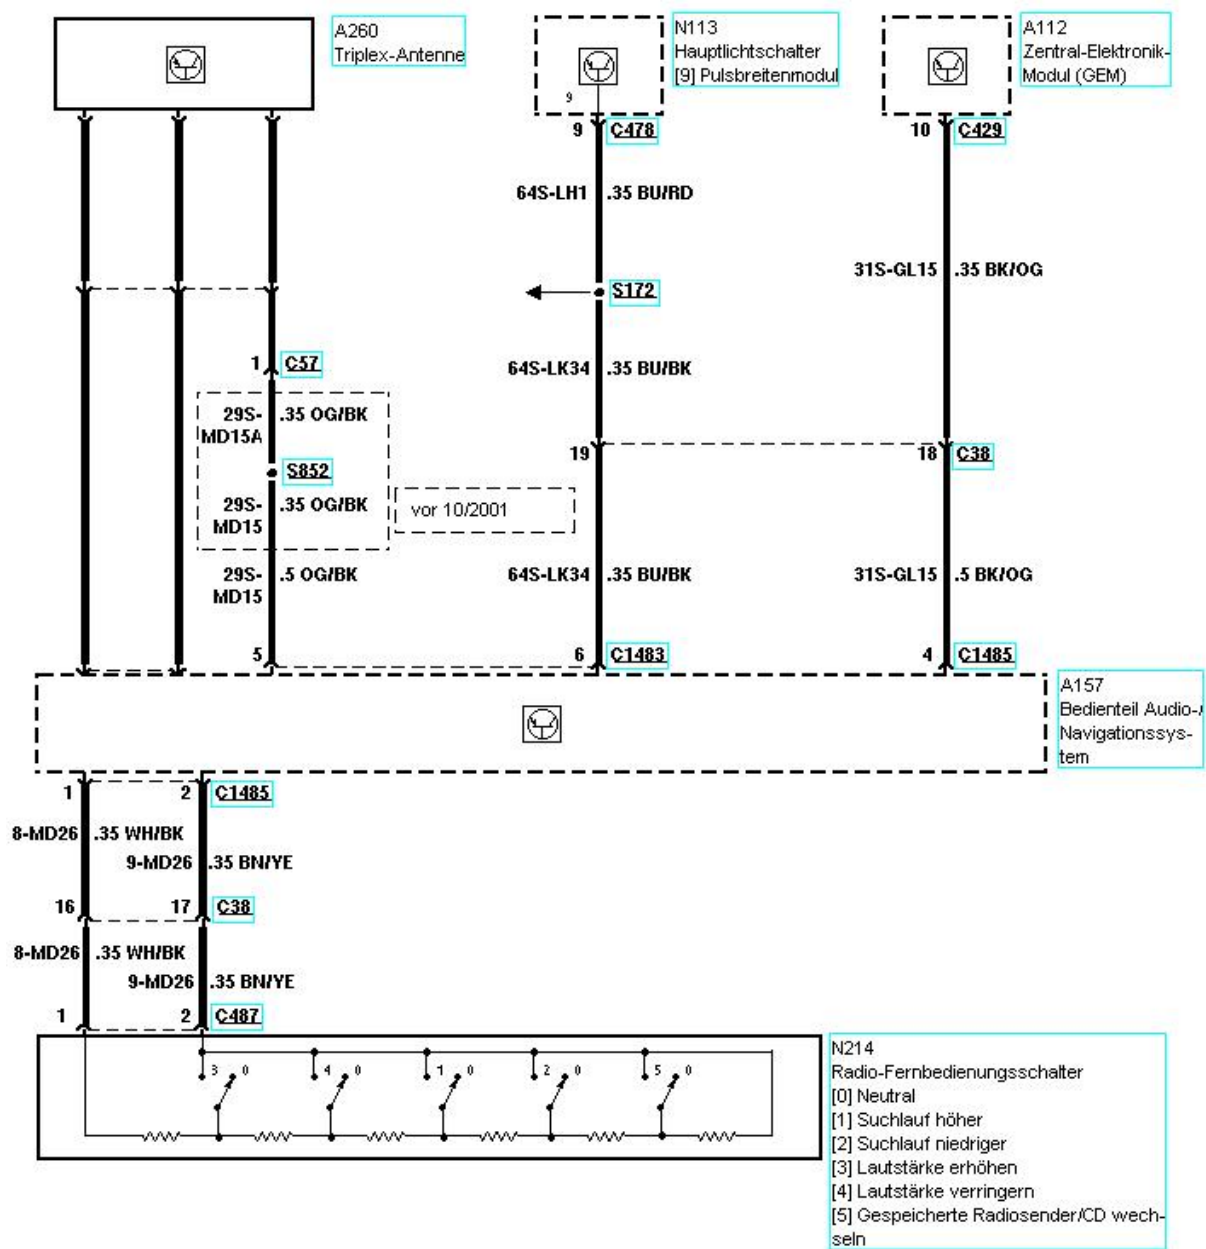 A260
Triplex-Antenne
N113
Hauptlichtschalter
[9] Pulsbreitenmodul
A112
Zentral-Elektronik-
Modul (GEM)
9
9 C478
10 C429
64S-LH1 .35 BU/RD
31S-GL15 .35 BK/OG
S172
1 C57
64S-LK34 .35 BU/BK
29S-
MD15A
.35 OG/BK
19
18 C38
S852
29S-
MD15
.35 OG/BK
vor 10/2001
29S-
MD15
.5 OG/BK
64S-LK34 .35 BU/BK
31S-GL15 .5 BK/OG
5
6 C1483
4 C1485
A157
Bedienteil Audio-/
Navigationssys-
tem
1 2 C1485
8-MD26 .35 WH/BK
9-MD26 .35 BN/YE
16 17 C38
8-MD26 .35 WH/BK
9-MD26 .35 BN/YE
1 2 C487
3 0 4 0 1 0 2 0 5 0
N214
Radio-Fernbedienungsschalter
[0] Neutral
[1] Suchlauf höher
[2] Suchlauf niedriger
[3] Lautstärke erhöhen
[4] Lautstärke verringern
[5] Gespeicherte Radiosender/CD wech-
seln